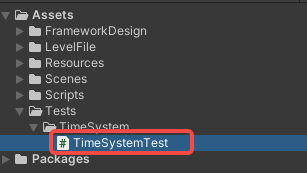 Assets
FrameworkDesign
LevelFile
Resources
Scenes
Scripts
Tests
TimeSystem
# TimeSystemTest
Packages